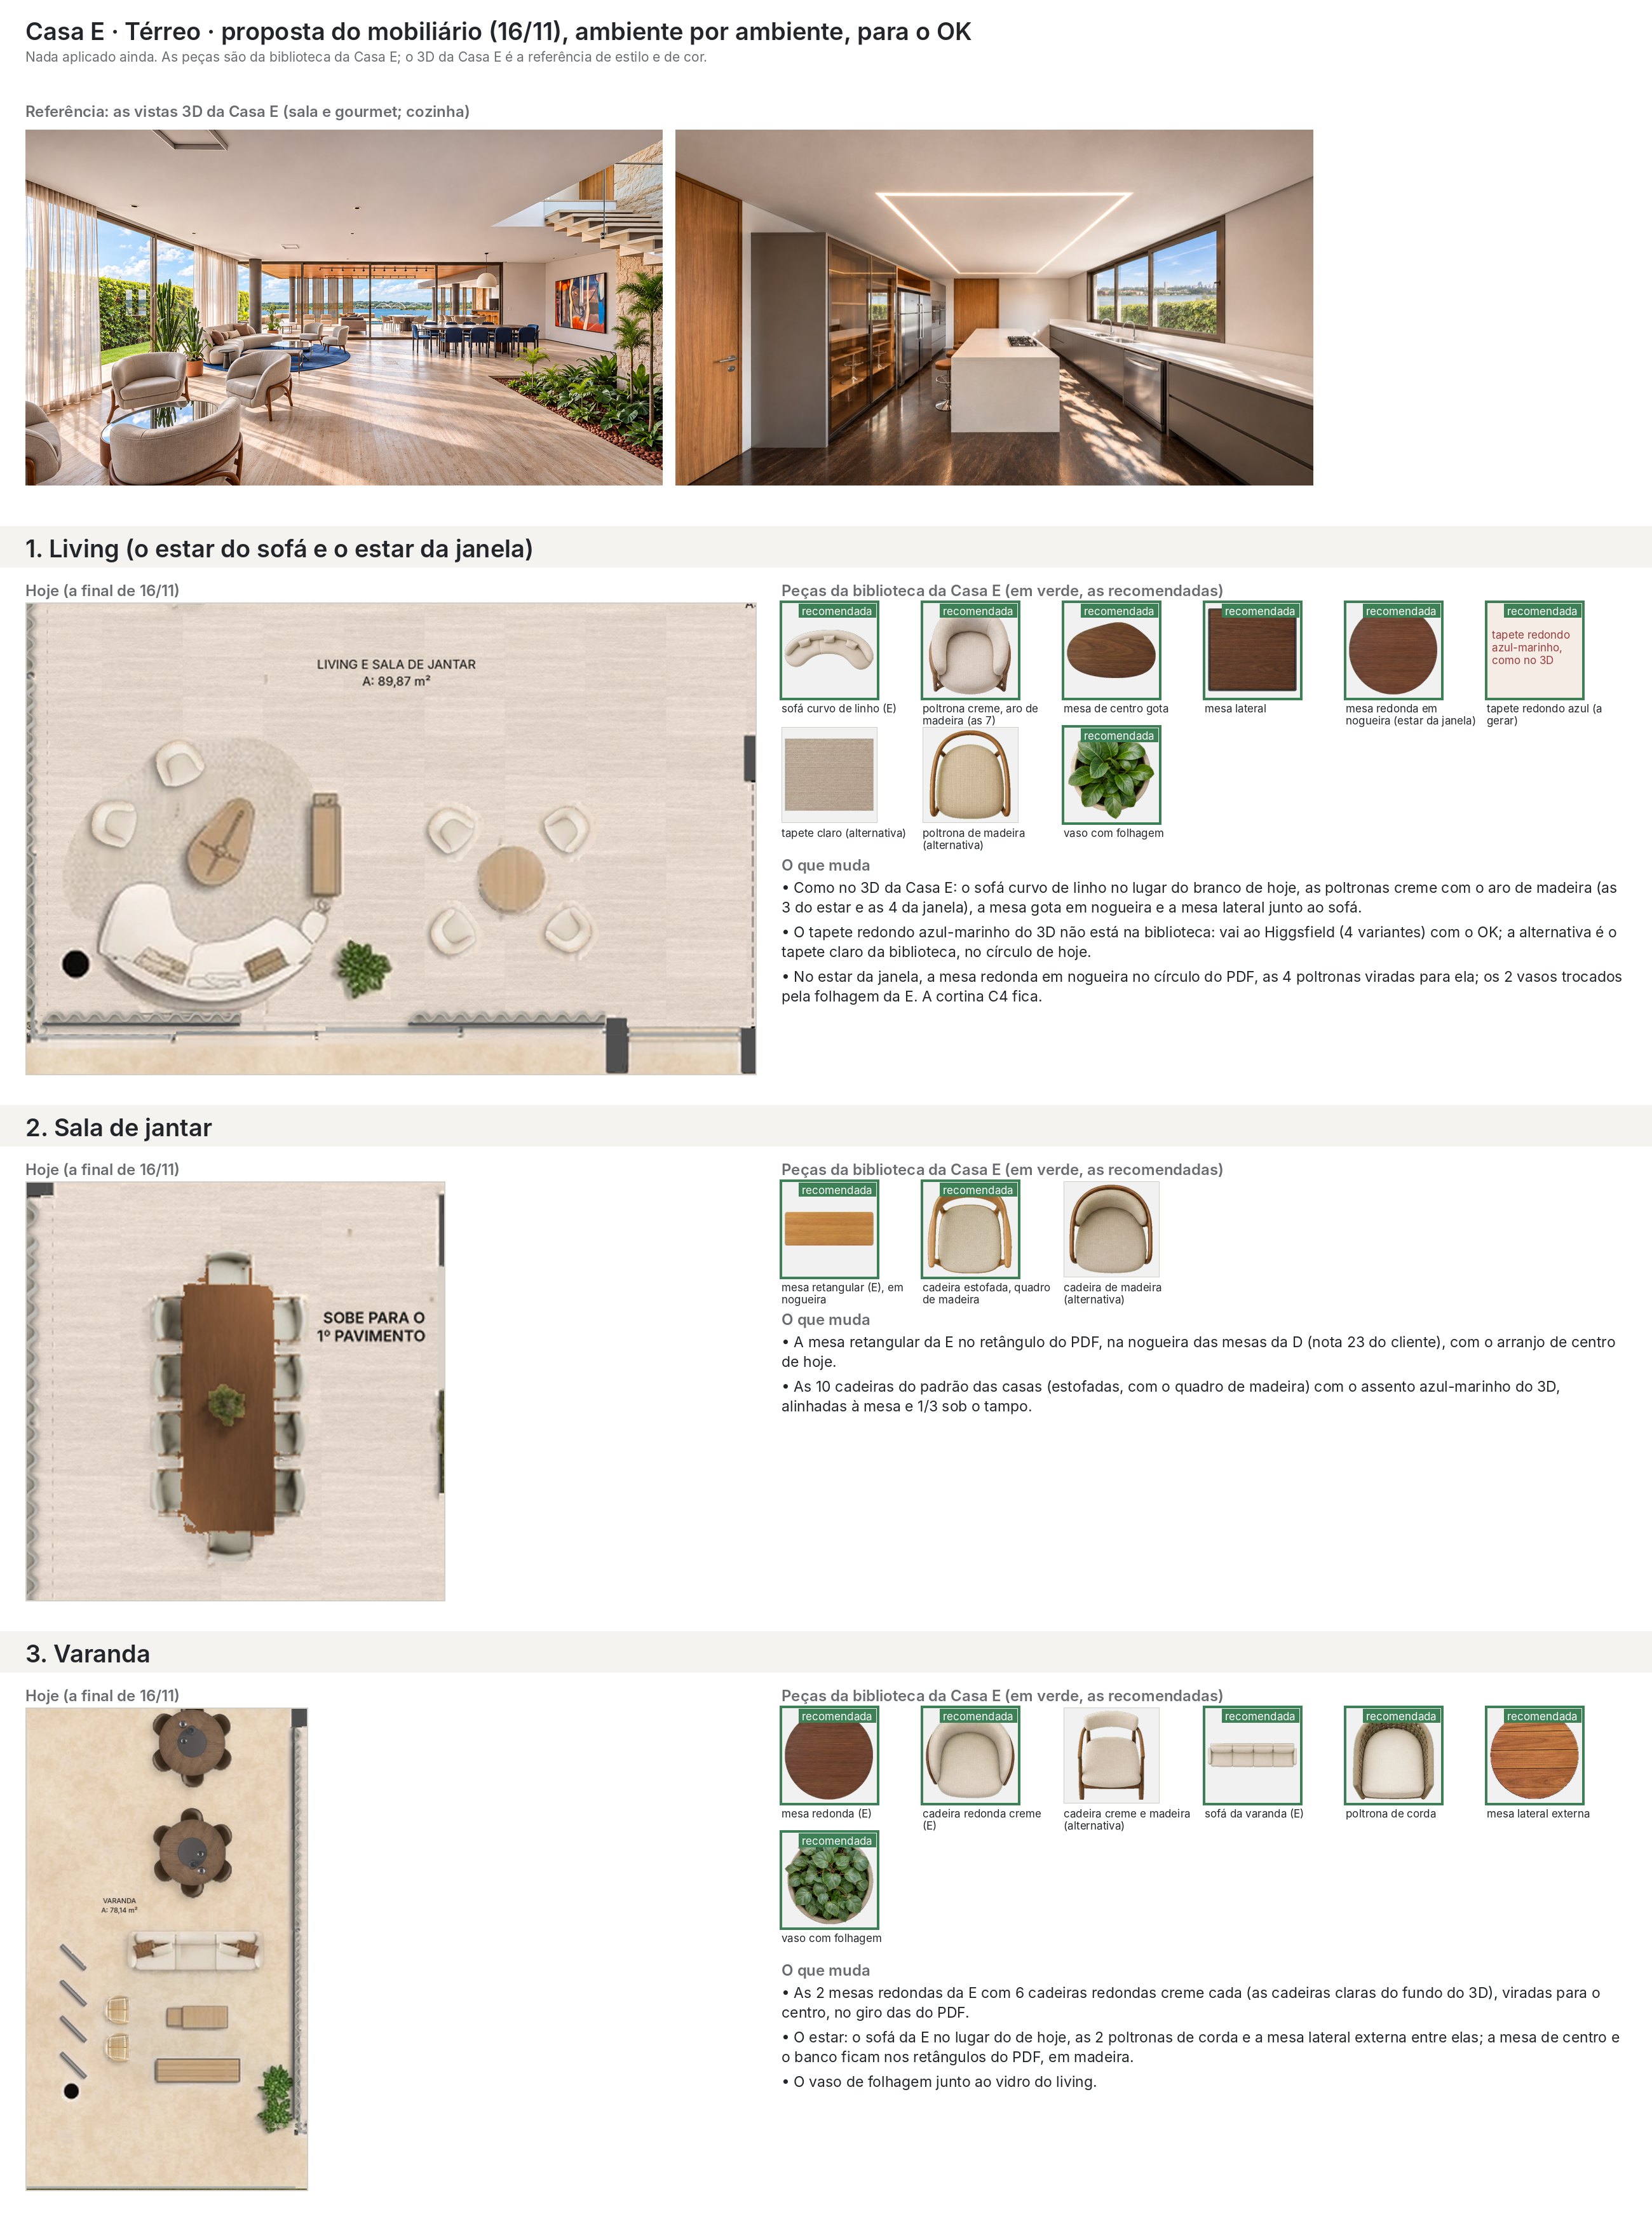 Casa E · Térreo · proposta do mobiliário (16/11), ambiente por ambiente, para o OK
Nada aplicado ainda. As peças são da biblioteca da Casa E; o 3D da Casa E é a referência de estilo e de cor.
Referência: as vistas 3D da Casa E (sala e gourmet; cozinha)
1. Living (o estar do sofá e o estar da janela)
Hoje (a final de 16/11)
LIVING E SALA DE JANTAR
A: 89,87 m²
Peças da biblioteca da Casa E (em verde, as recomendadas)
recomendada
recomendada
recomendada
recomendada
recomendada
recomendada
tapete redondo
azul-marinho,
como no 3D
sofá curvo de linho (E)
poltrona creme, aro de
madeira (as 7)
mesa de centro gota
mesa lateral
mesa redonda em
nogueira (estar da janela)
tapete redondo azul (a
gerar)
recomendada
tapete claro (alternativa)
poltrona de madeira
(alternativa)
vaso com folhagem
O que muda
• Como no 3D da Casa E: o sofá curvo de linho no lugar do branco de hoje, as poltronas creme com o aro de madeira (as
3 do estar e as 4 da janela), a mesa gota em nogueira e a mesa lateral junto ao sofá.
• O tapete redondo azul-marinho do 3D não está na biblioteca: vai ao Higgsfield (4 variantes) com o OK; a alternativa é o
tapete claro da biblioteca, no círculo de hoje.
• No estar da janela, a mesa redonda em nogueira no círculo do PDF, as 4 poltronas viradas para ela; os 2 vasos trocados
pela folhagem da E. A cortina C4 fica.
2. Sala de jantar
Hoje (a final de 16/11)
SOBE PARA O
1º PAVIMENTO
Peças da biblioteca da Casa E (em verde, as recomendadas)
recomendada
recomendada
mesa retangular (E), em
nogueira
cadeira estofada, quadro
de madeira
cadeira de madeira
(alternativa)
O que muda
• A mesa retangular da E no retângulo do PDF, na nogueira das mesas da D (nota 23 do cliente), com o arranjo de centro
de hoje.
• As 10 cadeiras do padrão das casas (estofadas, com o quadro de madeira) com o assento azul-marinho do 3D,
alinhadas à mesa e 1/3 sob o tampo.
3. Varanda
Hoje (a final de 16/11)
VARANDA
A: 78,14 m²
Peças da biblioteca da Casa E (em verde, as recomendadas)
recomendada
recomendada
recomendada
recomendada
recomendada
mesa redonda (E)
cadeira redonda creme
(E)
cadeira creme e madeira
(alternativa)
sofá da varanda (E)
poltrona de corda
mesa lateral externa
recomendada
vaso com folhagem
O que muda
• As 2 mesas redondas da E com 6 cadeiras redondas creme cada (as cadeiras claras do fundo do 3D), viradas para o
centro, no giro das do PDF.
• O estar: o sofá da E no lugar do de hoje, as 2 poltronas de corda e a mesa lateral externa entre elas; a mesa de centro e
o banco ficam nos retângulos do PDF, em madeira.
• O vaso de folhagem junto ao vidro do living.